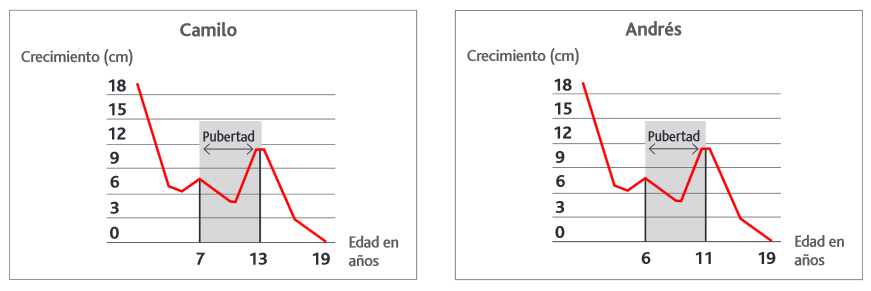 Camilo
Crecimiento (cm)
18
15
12
9
6
3
0
Pubertad
7 13 19
Edad en
años
Andrés
Crecimiento (cm)
18
15
12
9
6
3
0
Pubertad
6 11 19
Edad en
años